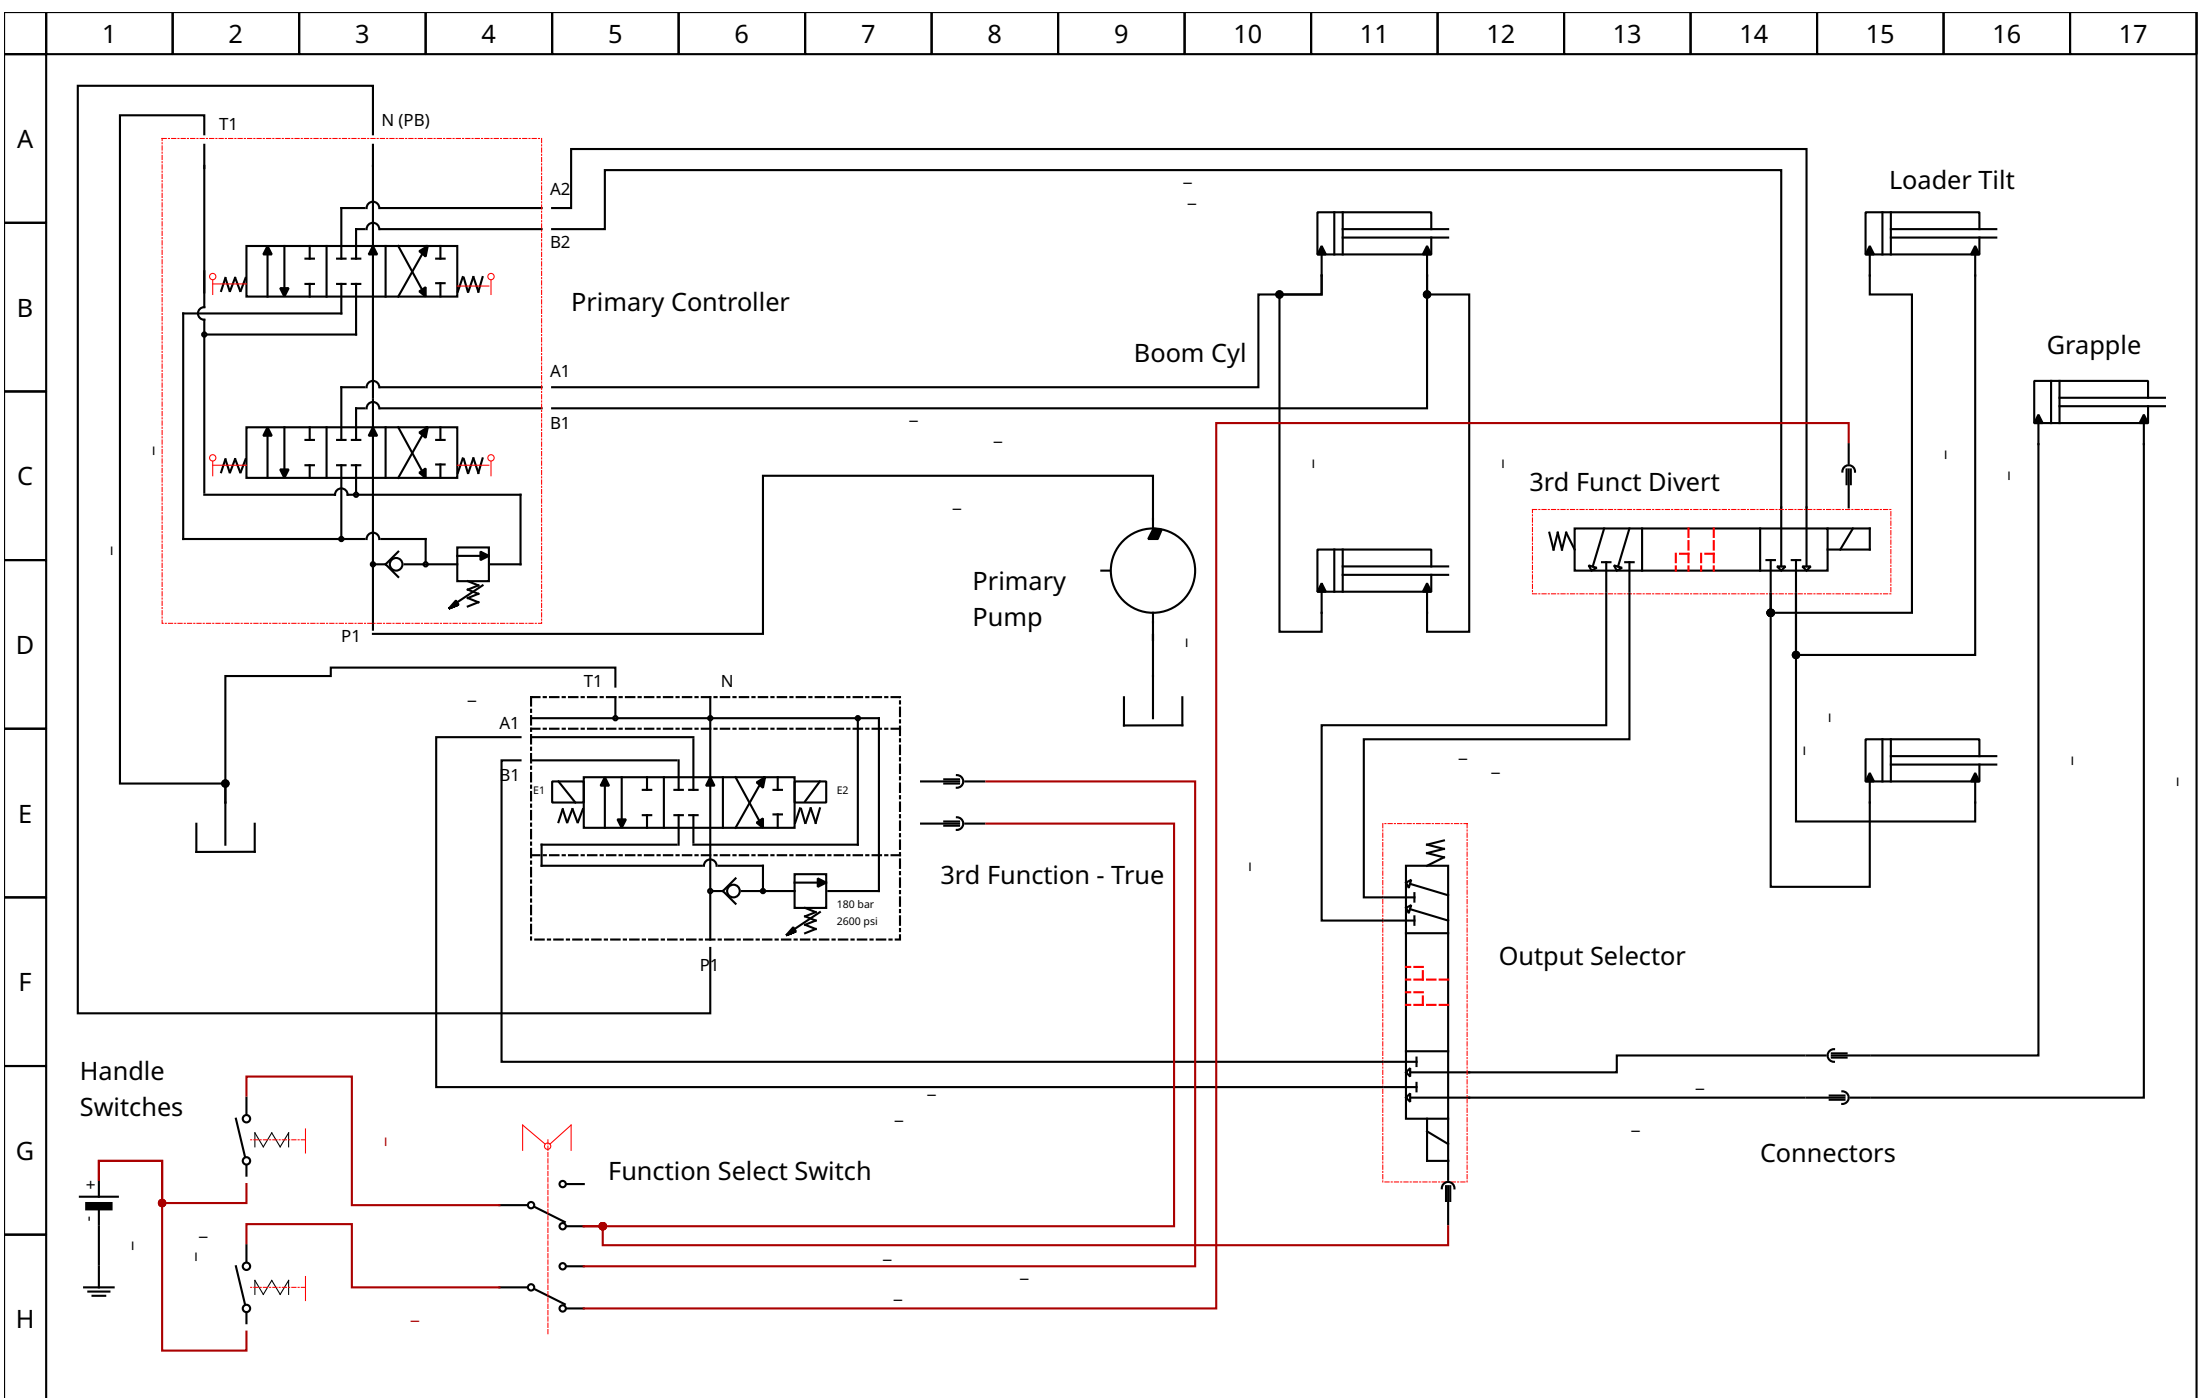 1 2 3 4 5 6 7 8 9 10 11 12 13 14 15 16 17
A
T1
N (PB)
A2
Loader Tilt
B2
B
Primary Controller
Boom Cyl
Grapple
A1
B1
C
3rd Funct Divert
Primary
Pump
D
P1
T1
N
A1
B1
E1
E2
E
3rd Function - True
180 bar
2600 psi
Output Selector
P1
F
Handle
Switches
G
Function Select Switch
Connectors
+
-
H